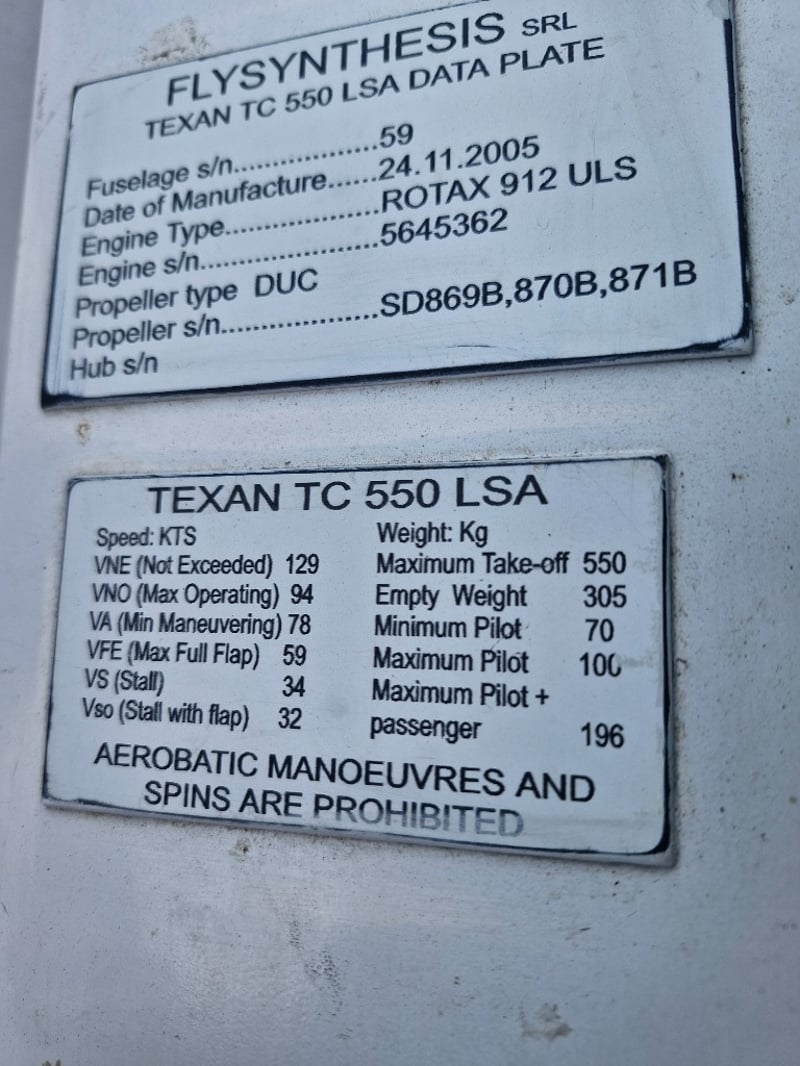 FLYSYNTHESIS SRL
TEXAN TC 550 LSA DATA PLATE
Fuselage s/n...................59
Date of Manufacture......24.11.2005
Engine Type....................ROTAX 912 ULS
Engine s/n.......................5645362
Propeller type DUC
Propeller s/n....................SD869B,870B,871B
Hub s/n
TEXAN TC 550 LSA
Speed: KTS
VNE (Not Exceeded) 129
VNO (Max Operating) 94
VA (Min Maneuvering) 78
VFE (Max Full Flap) 59
VS (Stall) 34
Vso (Stall with flap) 32
Weight: Kg
Maximum Take-off 550
Empty Weight 305
Minimum Pilot 70
Maximum Pilot 100
Maximum Pilot +
passenger 196
AEROBATIC MANOEUVRES AND
SPINS ARE PROHIBITED